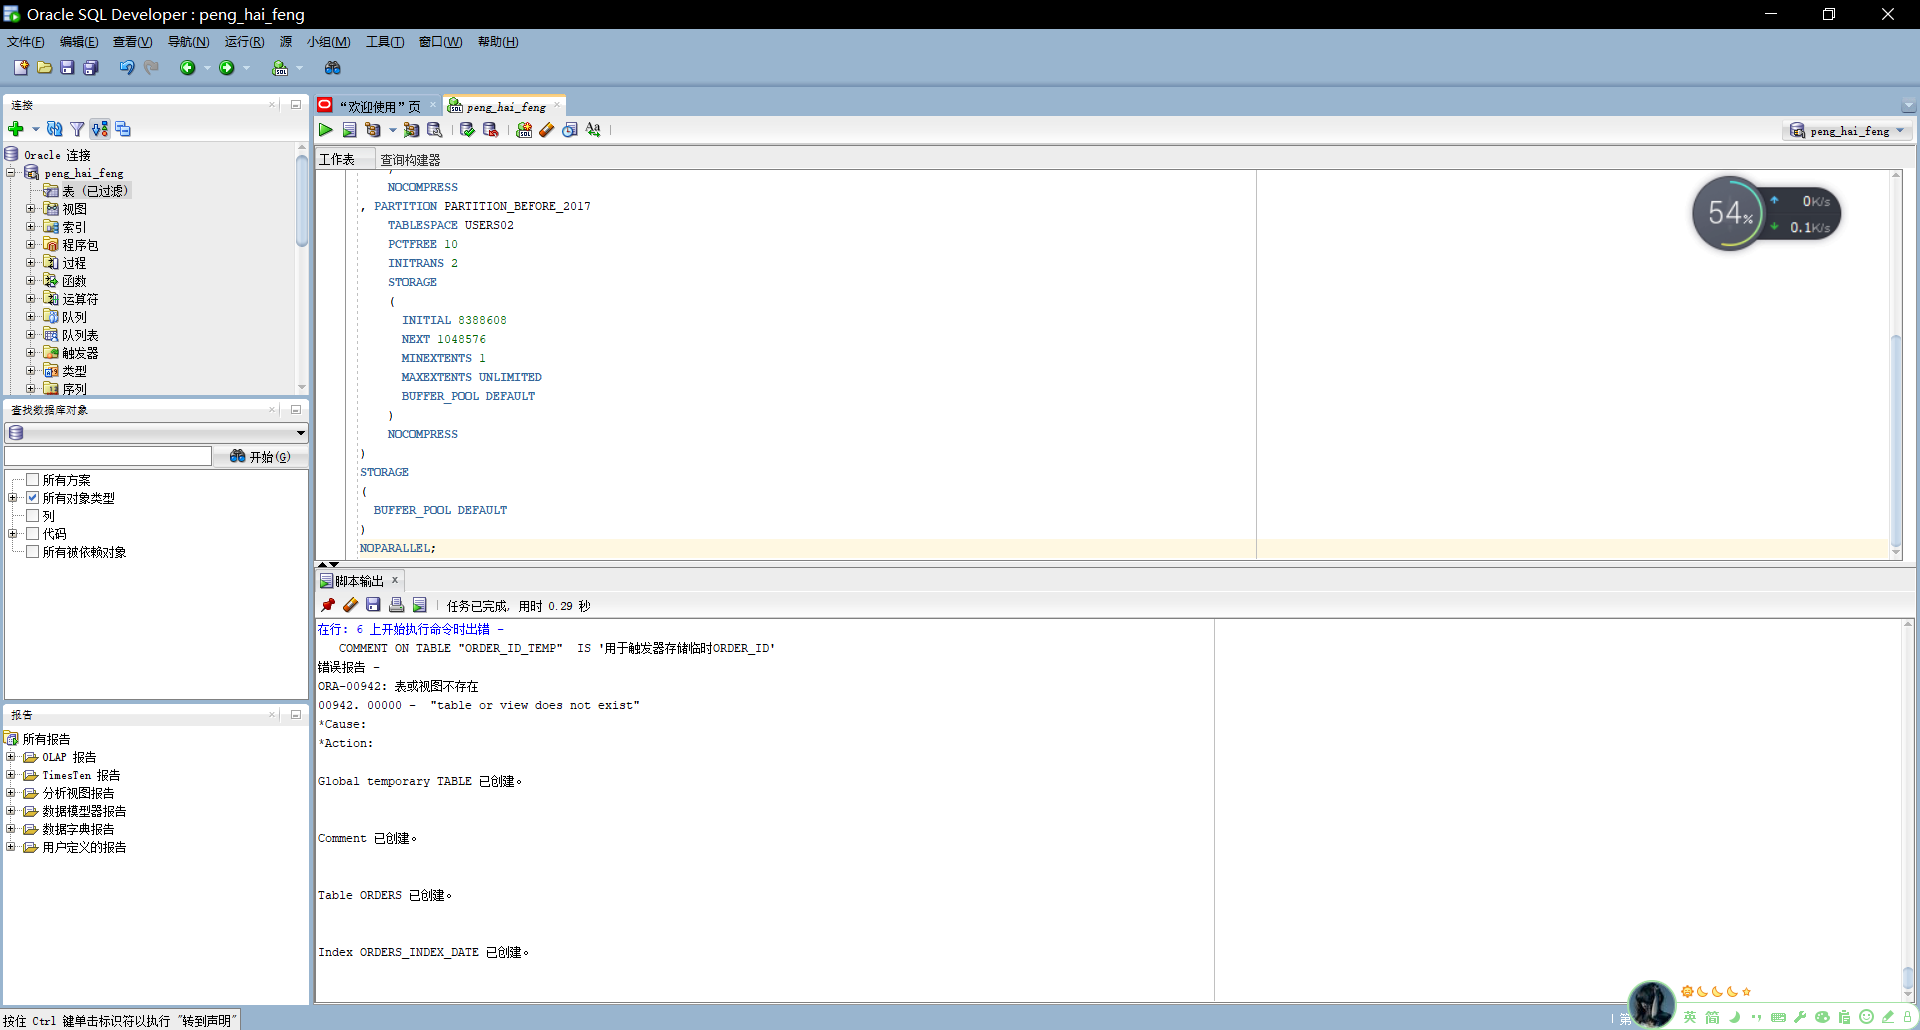 Oracle SQL Developer : peng_hai_feng
文件(F) 编辑(E) 查看(V) 导航(N) 运行(R) 源 小组(M) 工具(T) 窗口(W) 帮助(H)
连接
Oracle 连接
peng_hai_feng
表 (已过滤)
视图
索引
程序包
过程
函数
运算符
队列
队列表
触发器
类型
序列
查找数据库对象
开始(G)
所有方案
所有对象类型
列
代码
所有被依赖对象
报告
所有报告
OLAP 报告
TimesTen 报告
分析视图报告
数据模型器报告
数据字典报告
用户定义的报告
“欢迎使用”页 peng_hai_feng
peng_hai_feng
工作表 查询构建器
NOCOMPRESS
, PARTITION PARTITION_BEFORE_2017
TABLESPACE USERS02
PCTFREE 10
INITRANS 2
STORAGE
(
INITIAL 8388608
NEXT 1048576
MINEXTENTS 1
MAXEXTENTS UNLIMITED
BUFFER_POOL DEFAULT
)
NOCOMPRESS
)
STORAGE
(
BUFFER_POOL DEFAULT
)
NOPARALLEL;
54%
0K/s
0.1K/s
脚本输出 x
任务已完成, 用时 0.29 秒
在行: 6 上开始执行命令时出错 -
COMMENT ON TABLE "ORDER_ID_TEMP"  IS '用于触发器存储临时ORDER_ID'
错误报告 -
ORA-00942: 表或视图不存在
00942. 00000 -  "table or view does not exist"
*Cause:
*Action:
Global temporary TABLE 已创建。
Comment 已创建。
Table ORDERS 已创建。
Index ORDERS_INDEX_DATE 已创建。
按住 Ctrl 键单击标识符以执行 "转到声明"
第
英 简